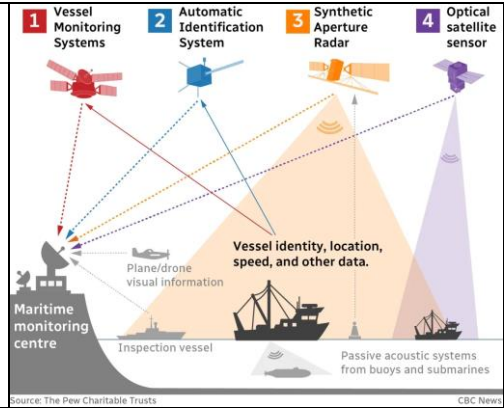 1 Vessel
Monitoring
Systems
2 Automatic
Identification
System
3 Synthetic
Aperture
Radar
4 Optical
satellite
sensor
Vessel identity, location,
speed, and other data.
Plane/drone
visual information
Maritime
monitoring
centre
Inspection vessel
Passive acoustic systems
from buoys and submarines
Source: The Pew Charitable Trusts
CBC News